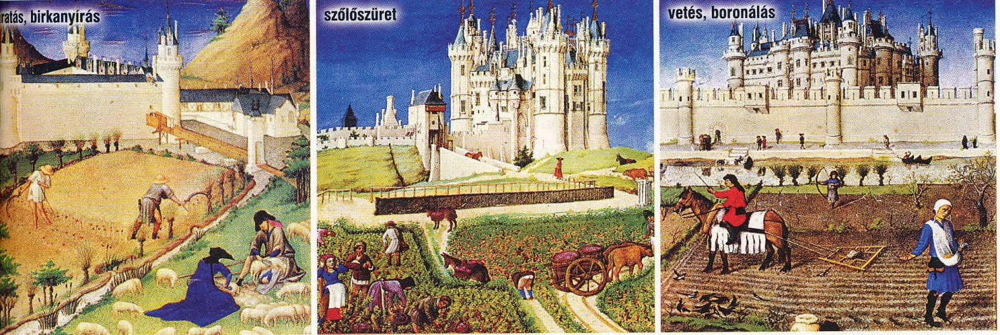 ratás, birkanyírás
szőlőszüret
vetés, boronálás